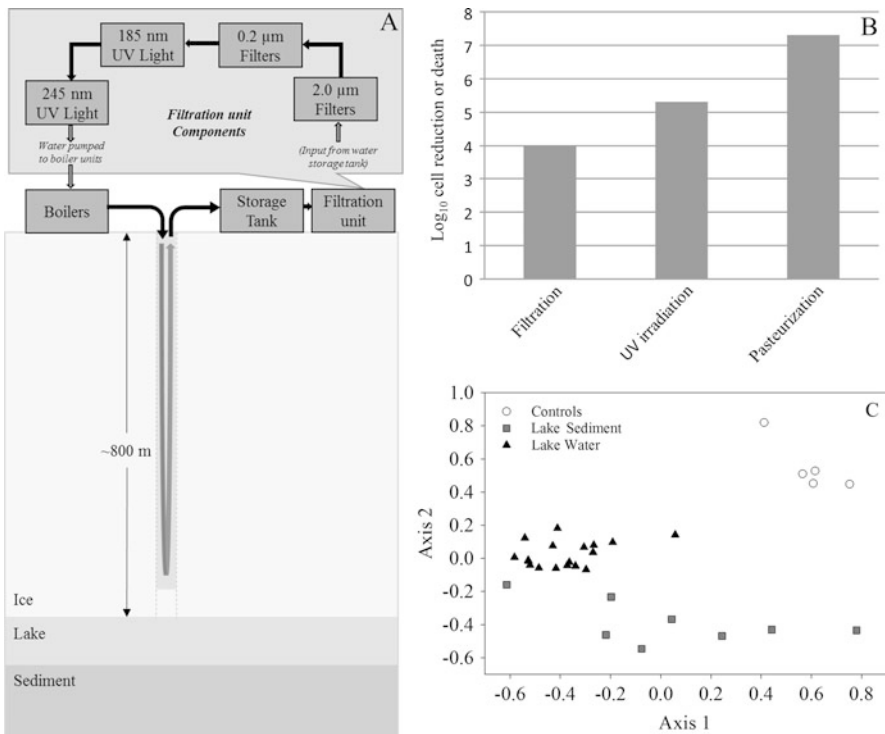 A
185 nm
UV Light
0.2 µm
Filters
245 nm
UV Light
2.0 µm
Filters
Filtration unit
Components
Water pumped
to boiler units
(Input from water
storage tank)
Boilers
Storage
Tank
Filtration
unit
~800 m
Ice
Lake
Sediment
B
Log10 cell reduction or death
8
7
6
5
4
3
2
1
0
Filtration
UV irradiation
Pasteurization
C
Controls
Lake Sediment
Lake Water
Axis 2
1.0
0.8
0.6
0.4
0.2
0.0
-0.2
-0.4
-0.6
-0.6 -0.4 -0.2 0.0 0.2 0.4 0.6 0.8
Axis 1